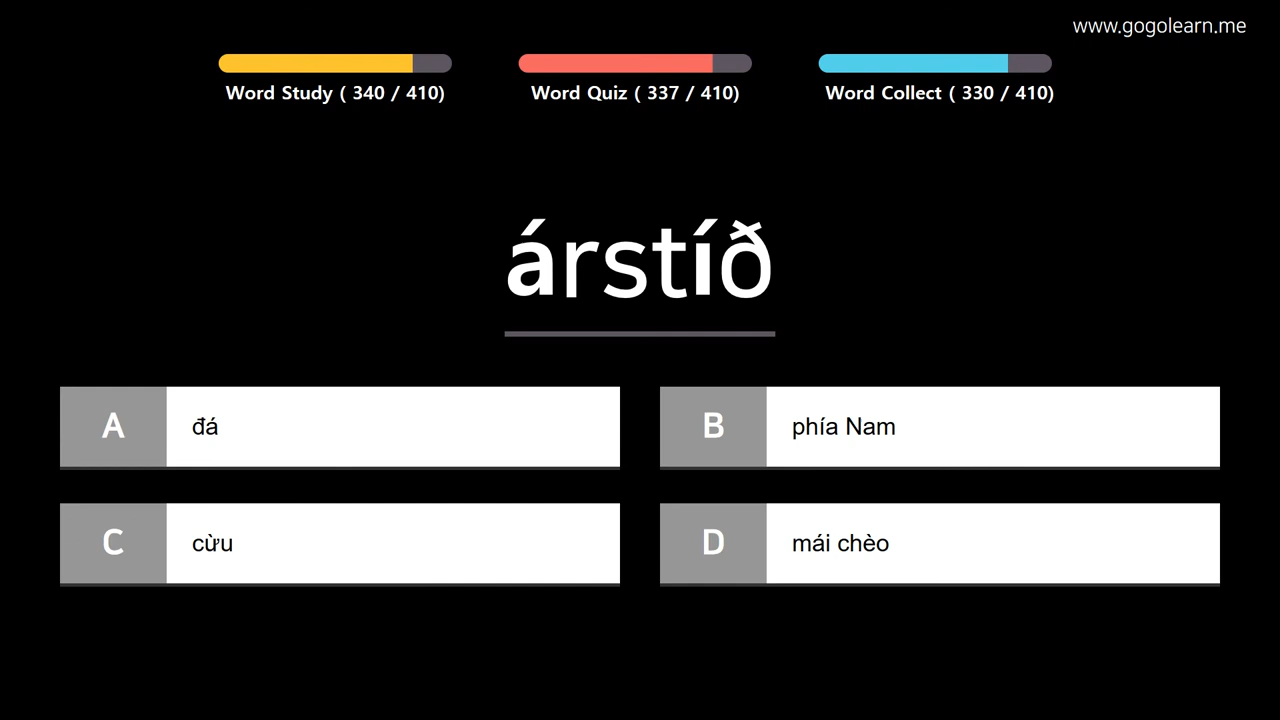 www.gogolearn.me
Word Study ( 340 / 410)
Word Quiz ( 337 / 410)
Word Collect ( 330 / 410)
árstíð
A đá
B phía Nam
C cừu
D mái chèo